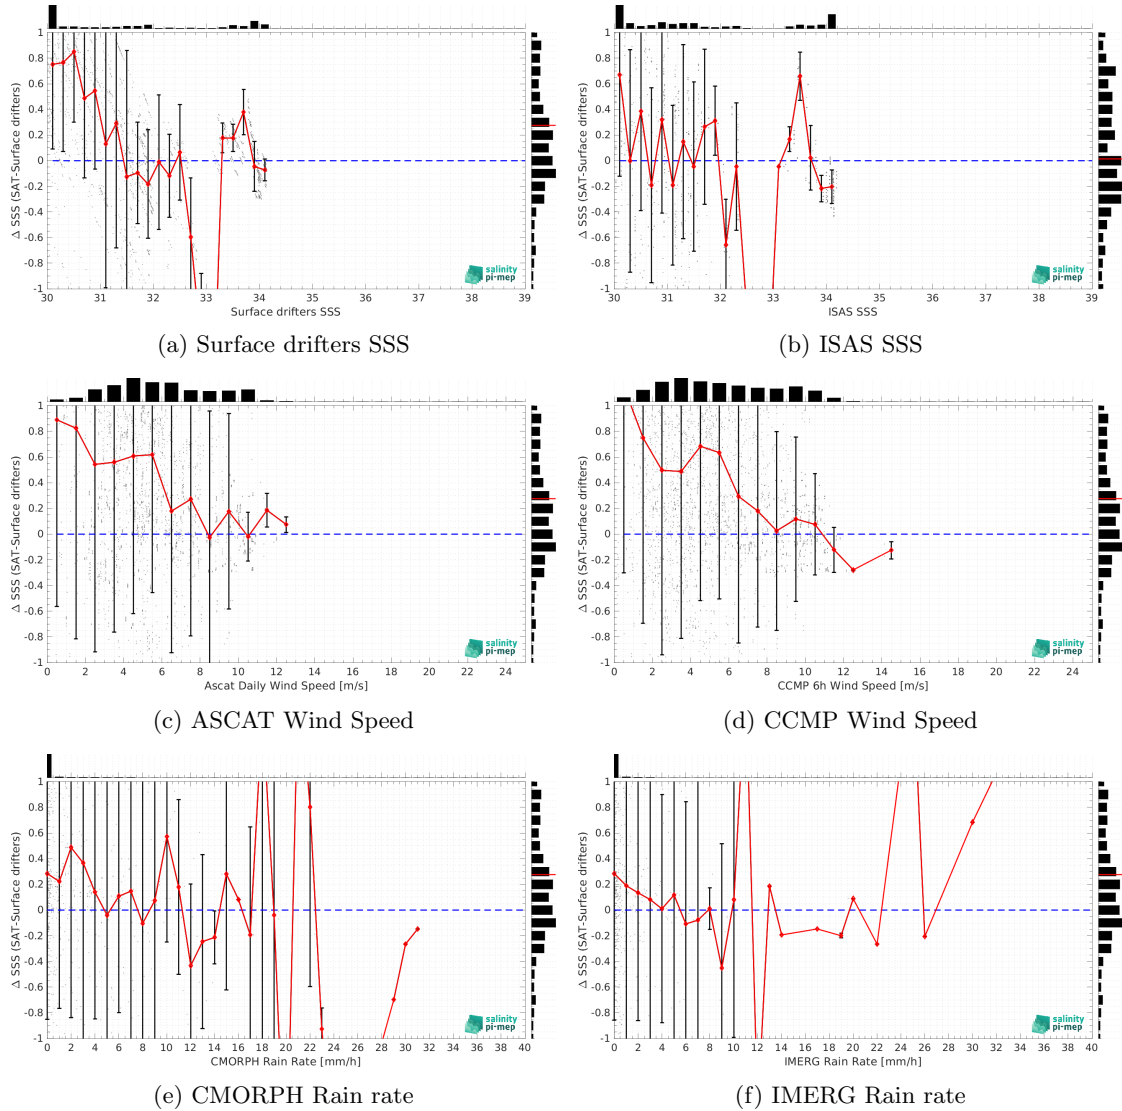 1
0.8
0.6
0.4
0.2
0
-0.2
-0.4
-0.6
-0.8
-1
Δ SSS (SAT-Surface drifters)
30 31 32 33 34 35 36 37 38 39
Surface drifters SSS
salinity
pi-mep
(a) Surface drifters SSS
1
0.8
0.6
0.4
0.2
0
-0.2
-0.4
-0.6
-0.8
-1
Δ SSS (SAT-Surface drifters)
30 31 32 33 34 35 36 37 38 39
ISAS SSS
salinity
pi-mep
(b) ISAS SSS
1
0.8
0.6
0.4
0.2
0
-0.2
-0.4
-0.6
-0.8
-1
Δ SSS (SAT-Surface drifters)
0 2 4 6 8 10 12 14 16 18 20 22 24
Ascat Daily Wind Speed [m/s]
salinity
pi-mep
(c) ASCAT Wind Speed
1
0.8
0.6
0.4
0.2
0
-0.2
-0.4
-0.6
-0.8
-1
Δ SSS (SAT-Surface drifters)
0 2 4 6 8 10 12 14 16 18 20 22 24
CCMP 6h Wind Speed [m/s]
salinity
pi-mep
(d) CCMP Wind Speed
1
0.8
0.6
0.4
0.2
0
-0.2
-0.4
-0.6
-0.8
-1
Δ SSS (SAT-Surface drifters)
0 2 4 6 8 10 12 14 16 18 20 22 24 26 28 30 32 34 36 38 40
CMORPH Rain Rate [mm/h]
salinity
pi-mep
(e) CMORPH Rain rate
1
0.8
0.6
0.4
0.2
0
-0.2
-0.4
-0.6
-0.8
-1
Δ SSS (SAT-Surface drifters)
0 2 4 6 8 10 12 14 16 18 20 22 24 26 28 30 32 34 36 38 40
IMERG Rain Rate [mm/h]
salinity
pi-mep
(f) IMERG Rain rate